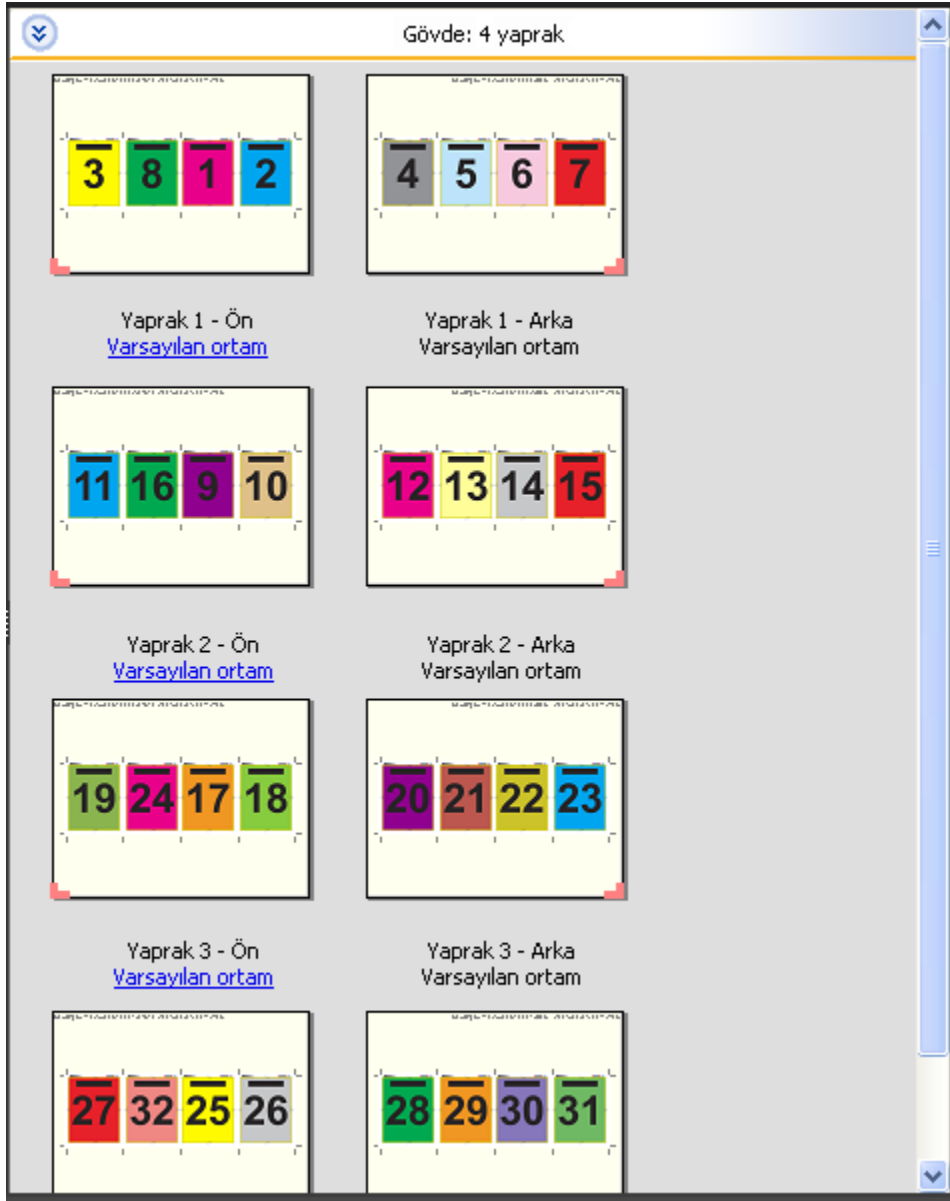 Gövde: 4 yaprak
3 8 1 2
4 5 6 7
Yaprak 1 - Ön
Varsayılan ortam
Yaprak 1 - Arka
Varsayılan ortam
11 16 9 10
12 13 14 15
Yaprak 2 - Ön
Varsayılan ortam
Yaprak 2 - Arka
Varsayılan ortam
19 24 17 18
20 21 22 23
Yaprak 3 - Ön
Varsayılan ortam
Yaprak 3 - Arka
Varsayılan ortam
27 32 25 26
28 29 30 31